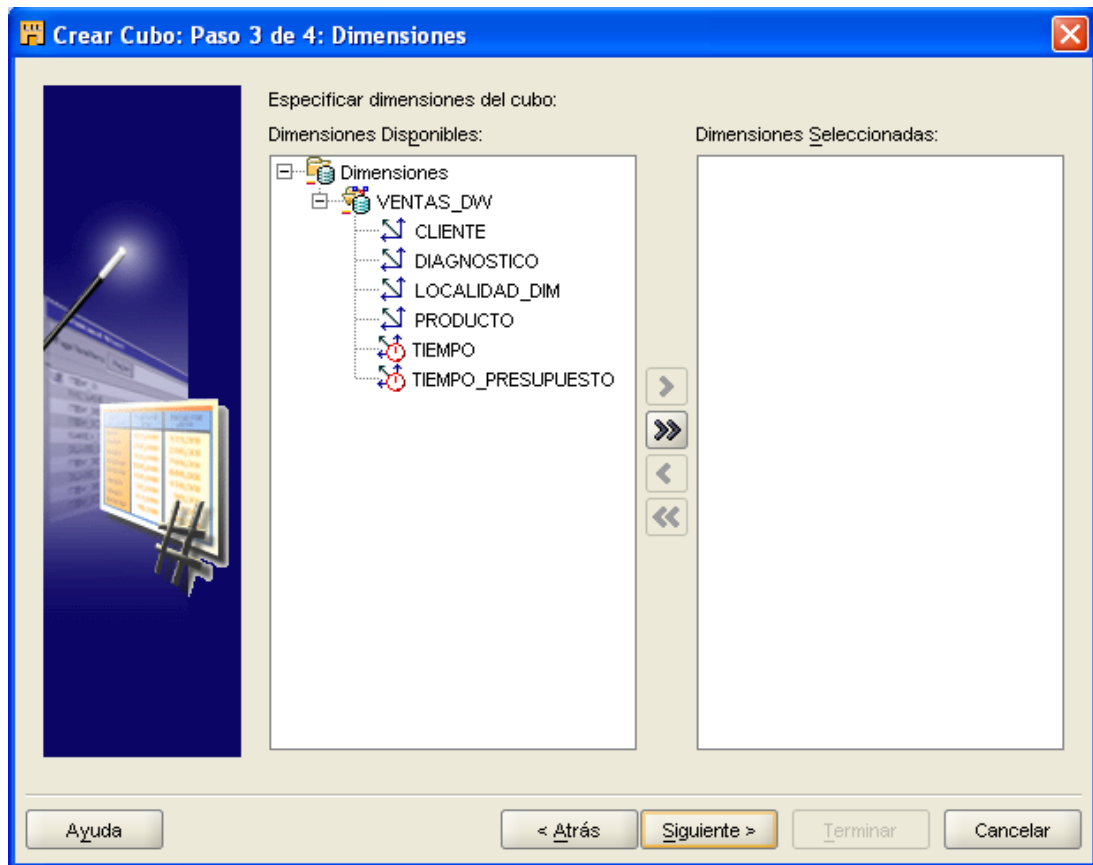 Crear Cubo: Paso 3 de 4: Dimensiones
Especificar dimensiones del cubo:
Dimensiones Disponibles:
Dimensiones
VENTAS_DW
CLIENTE
DIAGNOSTICO
LOCALIDAD_DIM
PRODUCTO
TIEMPO
TIEMPO_PRESUPUESTO
Dimensiones Seleccionadas:
Ayuda
< Atrás
Siguiente >
Terminar
Cancelar